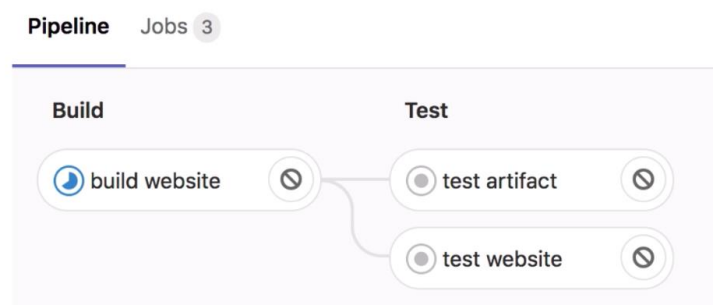 Pipeline Jobs 3
Build Test
build website test artifact
test website